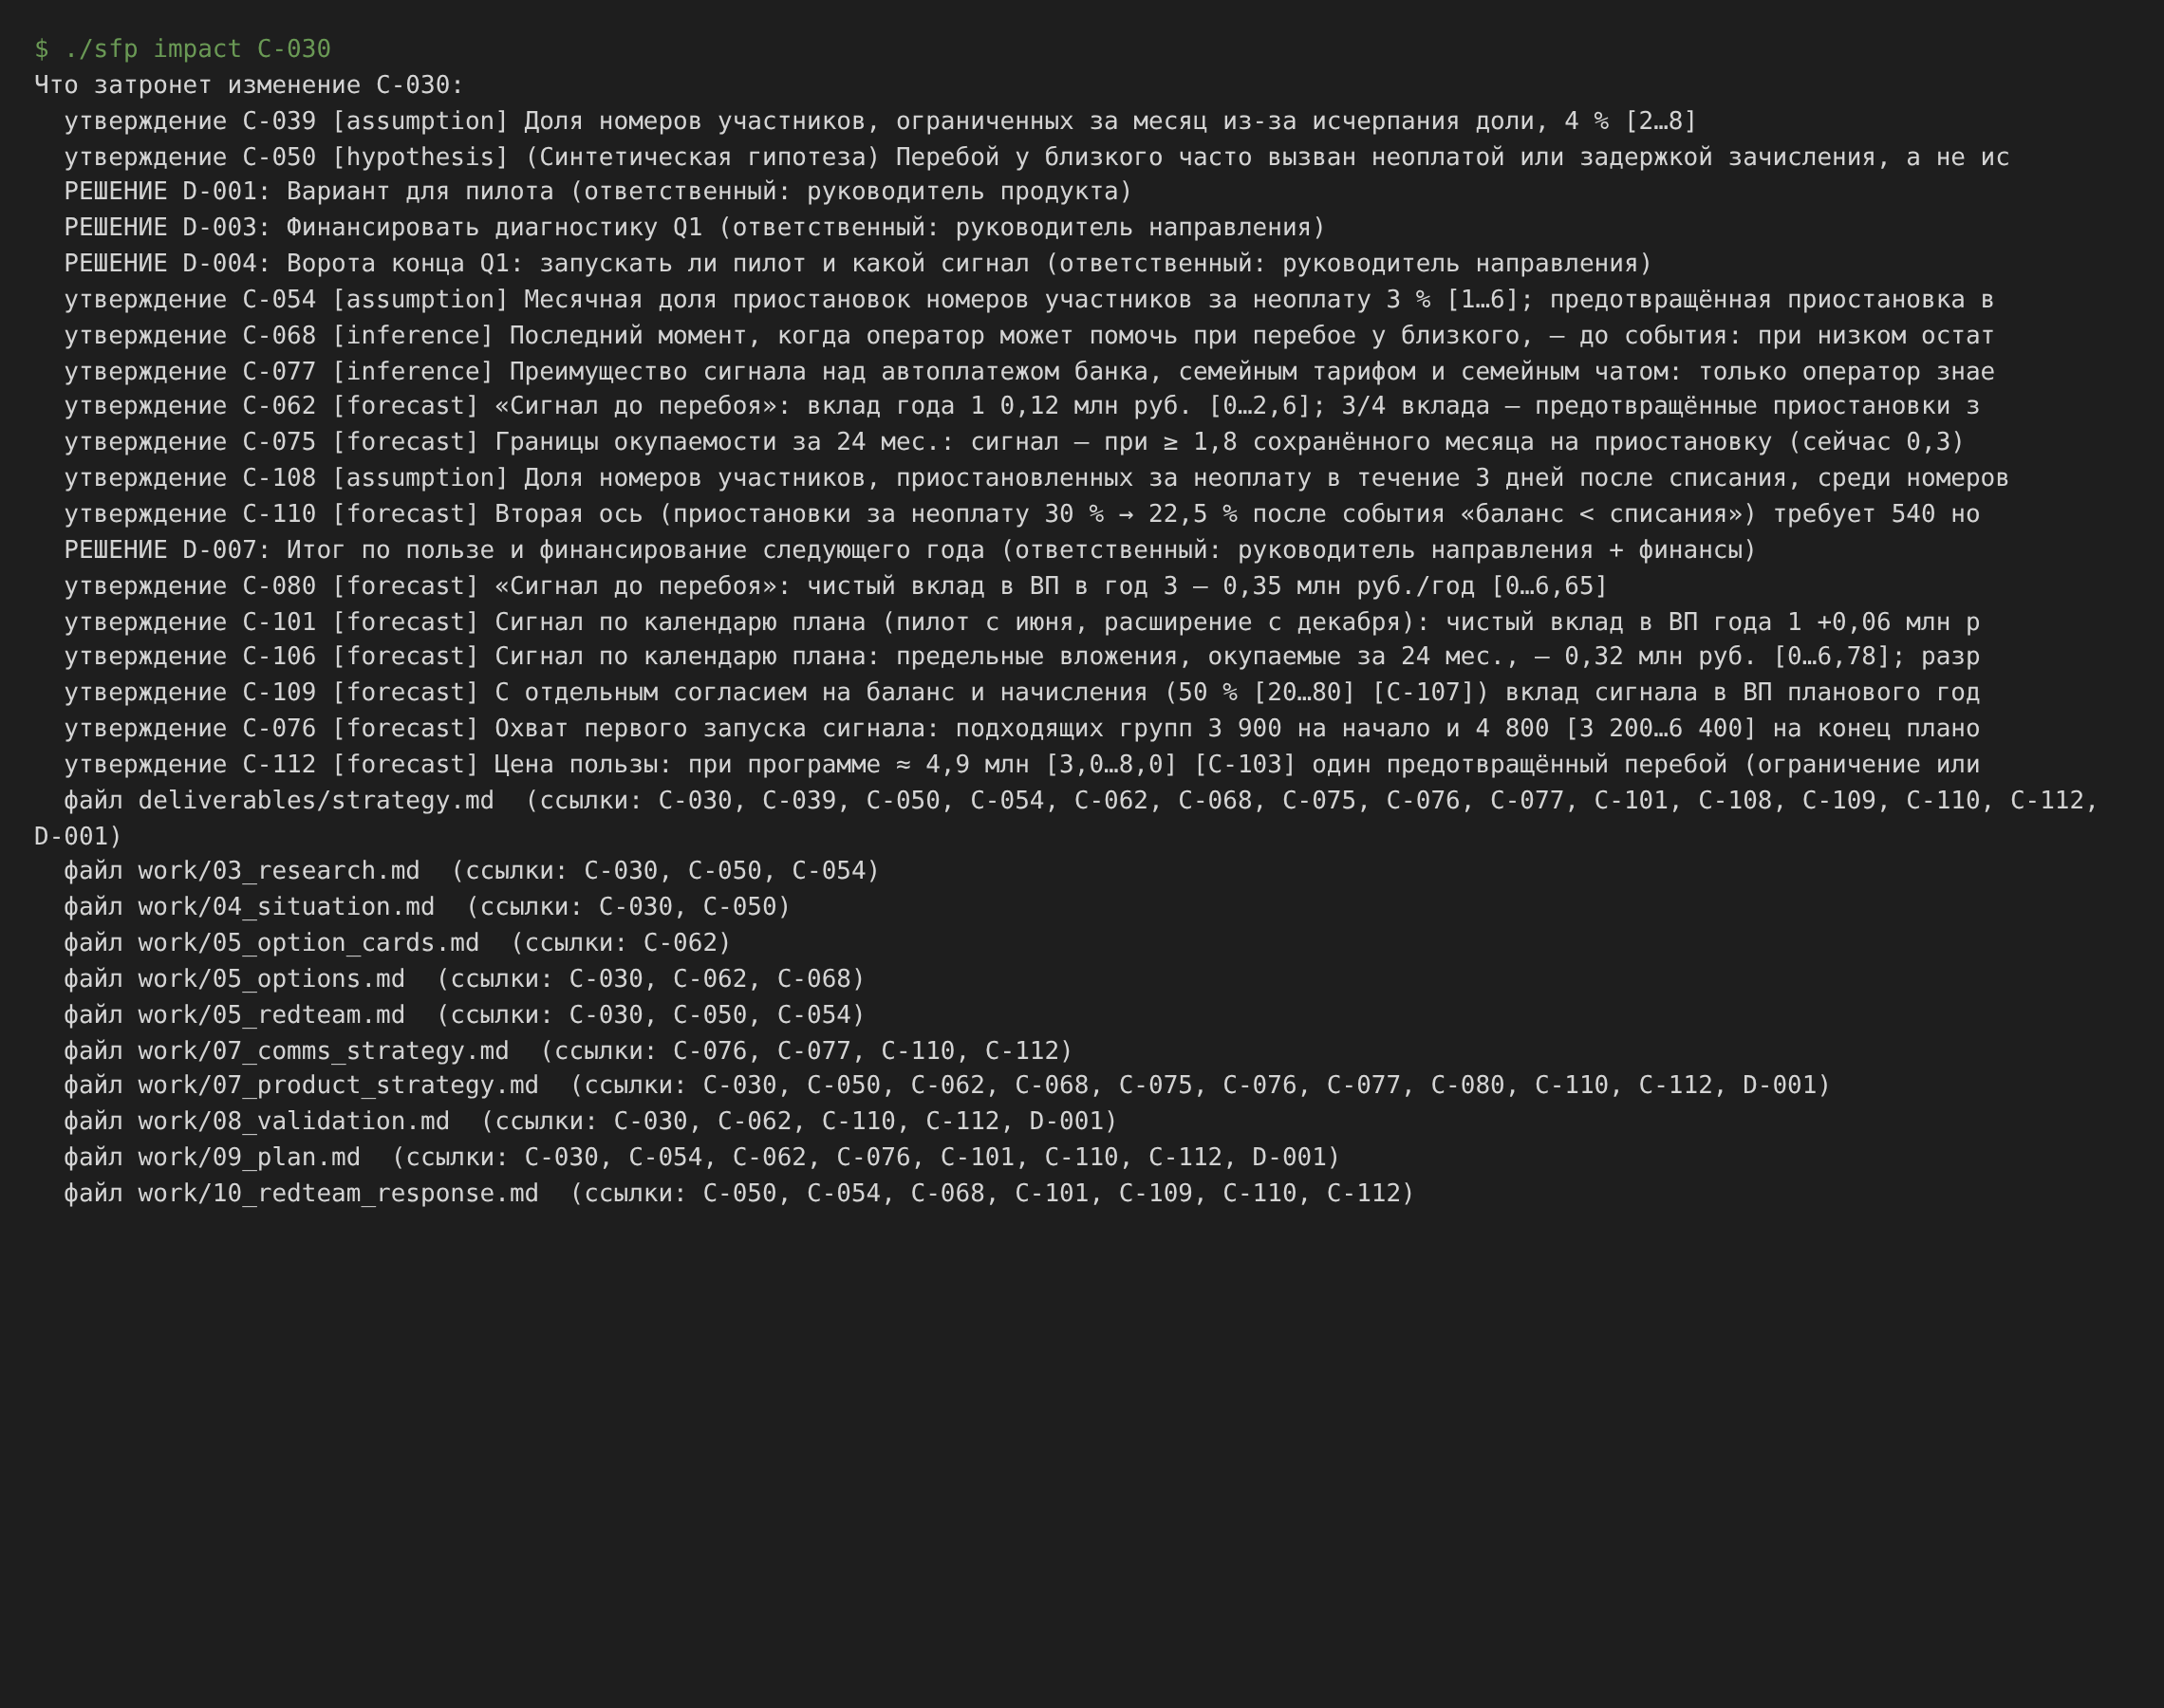 $ ./sfp impact C-030
Что затронет изменение C-030:
утверждение C-039 [assumption] Доля номеров участников, ограниченных за месяц из-за исчерпания доли, 4 % [2…8]
утверждение C-050 [hypothesis] (Синтетическая гипотеза) Перебой у близкого часто вызван неоплатой или задержкой зачисления, а не ис
РЕШЕНИЕ D-001: Вариант для пилота (ответственный: руководитель продукта)
РЕШЕНИЕ D-003: Финансировать диагностику Q1 (ответственный: руководитель направления)
РЕШЕНИЕ D-004: Ворота конца Q1: запускать ли пилот и какой сигнал (ответственный: руководитель направления)
утверждение C-054 [assumption] Месячная доля приостановок номеров участников за неоплату 3 % [1…6]; предотвращённая приостановка в
утверждение C-068 [inference] Последний момент, когда оператор может помочь при перебое у близкого, — до события: при низком остат
утверждение C-077 [inference] Преимущество сигнала над автоплатежом банка, семейным тарифом и семейным чатом: только оператор знае
утверждение C-062 [forecast] «Сигнал до перебоя»: вклад года 1 0,12 млн руб. [0…2,6]; 3/4 вклада — предотвращённые приостановки з
утверждение C-075 [forecast] Границы окупаемости за 24 мес.: сигнал — при ≥ 1,8 сохранённого месяца на приостановку (сейчас 0,3)
утверждение C-108 [assumption] Доля номеров участников, приостановленных за неоплату в течение 3 дней после списания, среди номеров
утверждение C-110 [forecast] Вторая ось (приостановки за неоплату 30 % → 22,5 % после события «баланс < списания») требует 540 но
РЕШЕНИЕ D-007: Итог по пользе и финансирование следующего года (ответственный: руководитель направления + финансы)
утверждение C-080 [forecast] «Сигнал до перебоя»: чистый вклад в ВП в год 3 — 0,35 млн руб./год [0…6,65]
утверждение C-101 [forecast] Сигнал по календарю плана (пилот с июня, расширение с декабря): чистый вклад в ВП года 1 +0,06 млн р
утверждение C-106 [forecast] Сигнал по календарю плана: предельные вложения, окупаемые за 24 мес., — 0,32 млн руб. [0…6,78]; разр
утверждение C-109 [forecast] С отдельным согласием на баланс и начисления (50 % [20…80] [C-107]) вклад сигнала в ВП планового год
утверждение C-076 [forecast] Охват первого запуска сигнала: подходящих групп 3 900 на начало и 4 800 [3 200…6 400] на конец плано
утверждение C-112 [forecast] Цена пользы: при программе ≈ 4,9 млн [3,0…8,0] [C-103] один предотвращённый перебой (ограничение или
файл deliverables/strategy.md (ссылки: C-030, C-039, C-050, C-054, C-062, C-068, C-075, C-076, C-077, C-101, C-108, C-109, C-110, C-112,
D-001)
файл work/03_research.md (ссылки: C-030, C-050, C-054)
файл work/04_situation.md (ссылки: C-030, C-050)
файл work/05_option_cards.md (ссылки: C-062)
файл work/05_options.md (ссылки: C-030, C-062, C-068)
файл work/05_redteam.md (ссылки: C-030, C-050, C-054)
файл work/07_comms_strategy.md (ссылки: C-076, C-077, C-110, C-112)
файл work/07_product_strategy.md (ссылки: C-030, C-050, C-062, C-068, C-075, C-076, C-077, C-080, C-110, C-112, D-001)
файл work/08_validation.md (ссылки: C-030, C-062, C-110, C-112, D-001)
файл work/09_plan.md (ссылки: C-030, C-054, C-062, C-076, C-101, C-110, C-112, D-001)
файл work/10_redteam_response.md (ссылки: C-050, C-054, C-068, C-101, C-109, C-110, C-112)